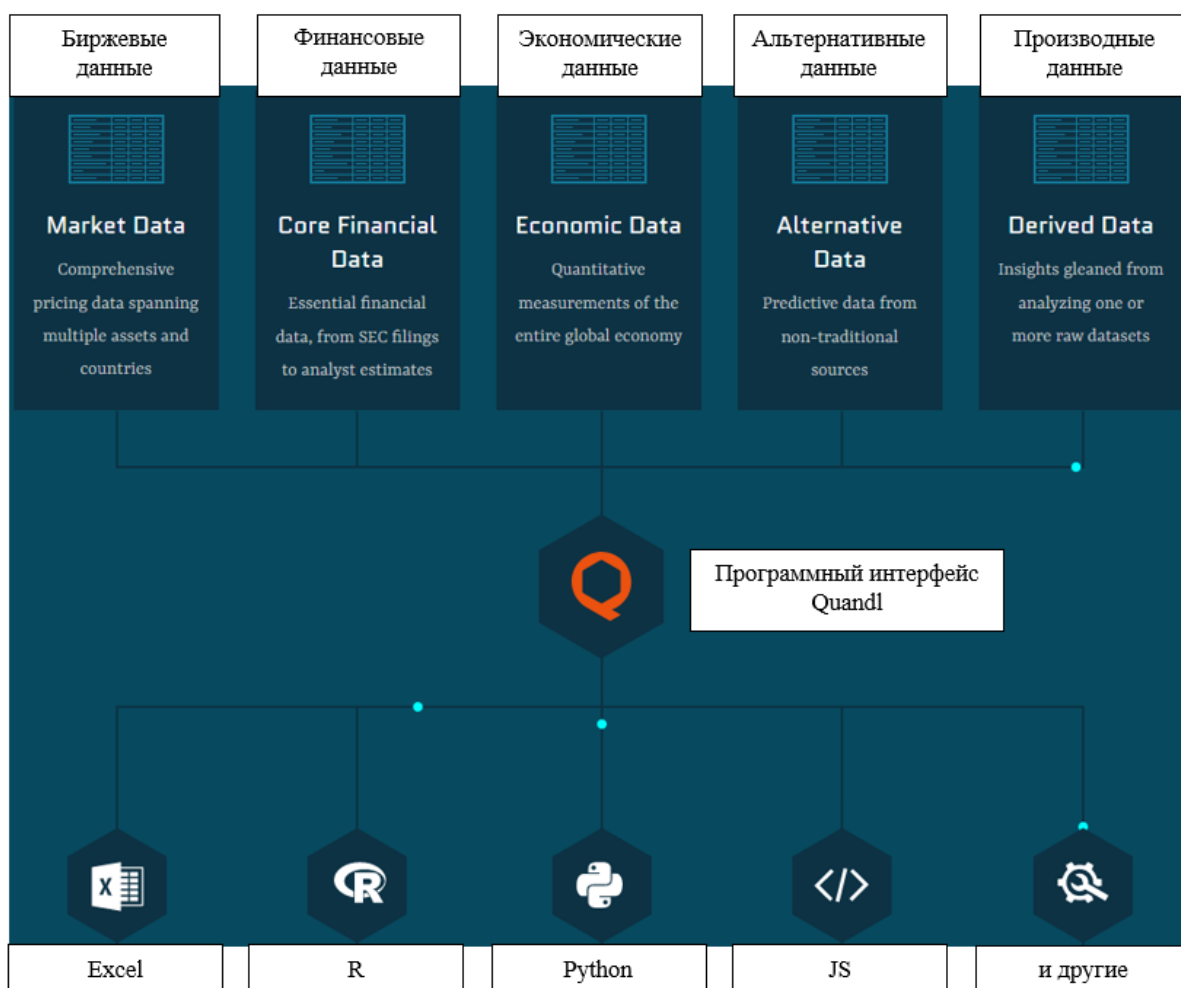 Биржевые
данные
Финансовые
данные
Экономические
данные
Альтернативные
данные
Производные
данные
Market Data
Comprehensive
pricing data spanning
multiple assets and
countries
Core Financial
Data
Essential financial
data, from SEC filings
to analyst estimates
Economic Data
Quantitative
measurements of the
entire global economy
Alternative
Data
Predictive data from
non-traditional
sources
Derived Data
Insights gleaned from
analyzing one or
more raw datasets
Программный интерфейс
Quandl
X
R
</>
Excel
R
Python
JS
и другие